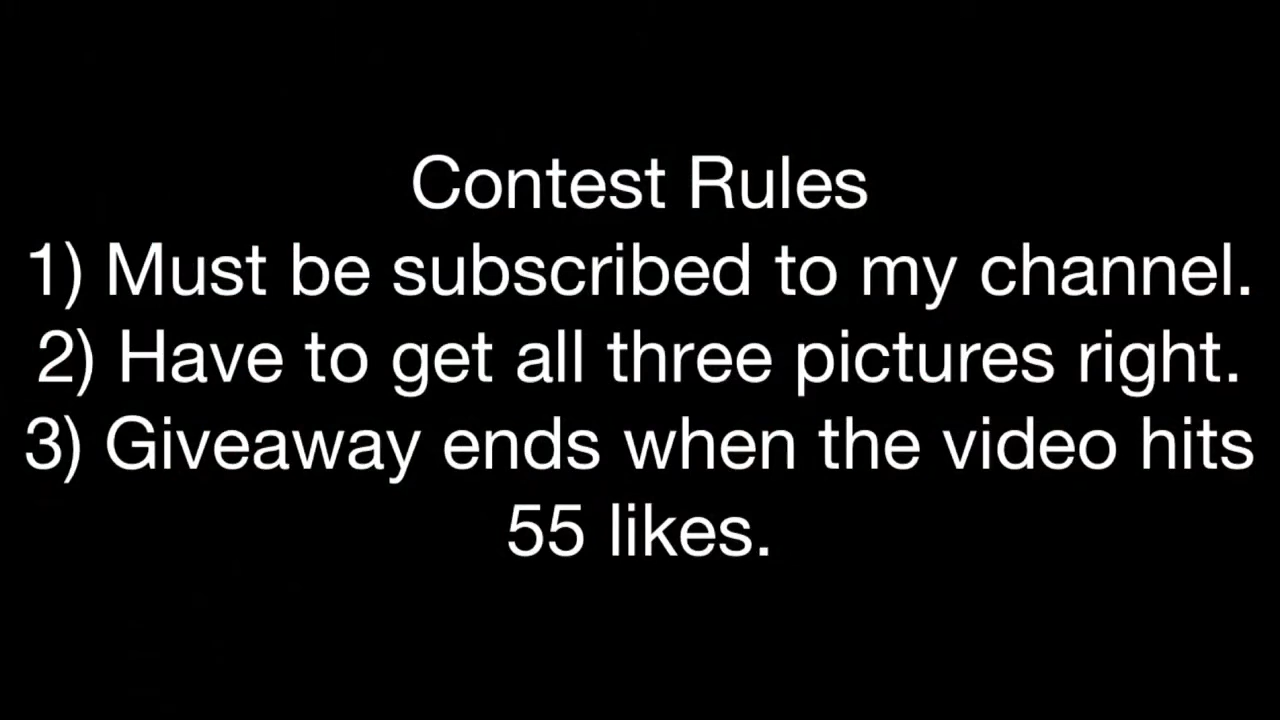 Contest Rules
1) Must be subscribed to my channel.
2) Have to get all three pictures right.
3) Giveaway ends when the video hits
55 likes.